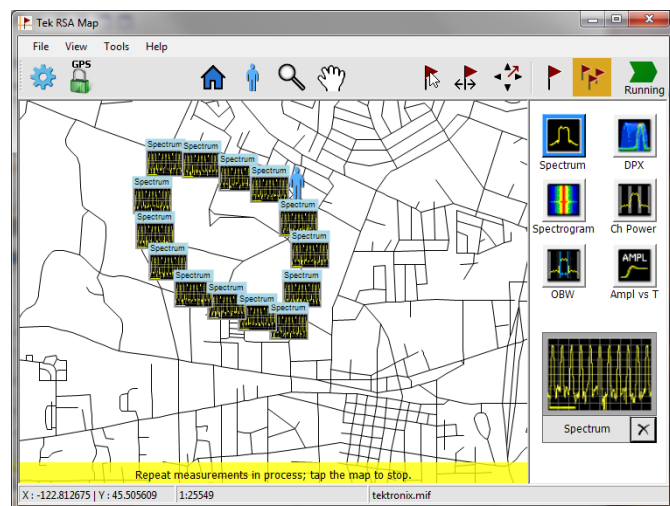 Tek RSA Map
File View Tools Help
GPS
Running
Spectrum
Spectrum
Spectrum
Spectrum
Spectrum
Spectrum
Spectrum
Spectrum
Spectrum
Spectrum
Spectrum
Spectrum
Spectrum
Spectrum
Spectrum DPX
Spectrogram Ch Power
AMPL
OBW Ampl vs T
Spectrum
Repeat measurements in process; tap the map to stop.
X : -122.812675 | Y : 45.505609 1:25549 tektronix.mif